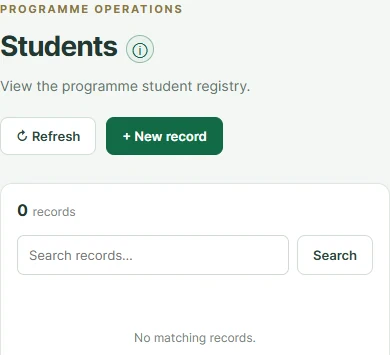 PROGRAMME OPERATIONS
Students ⓘ
View the programme student registry.
↻ Refresh
+ New record
0 records
Search records...
Search
No matching records.